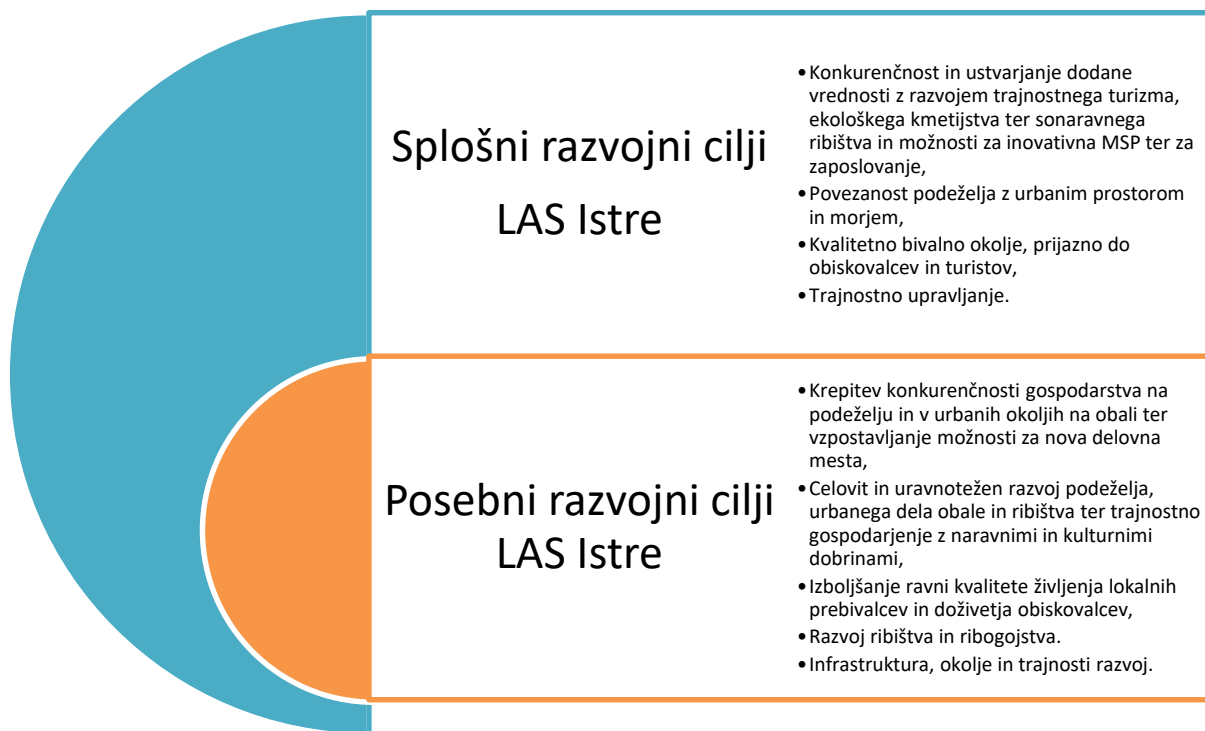 Splošni razvojni cilji
LAS Istre
•Konkurenčnost in ustvarjanje dodane
vrednosti z razvojem trajnostnega turizma,
ekološkega kmetijstva ter sonaravnega
ribištva in možnosti za inovativna MSP ter za
zaposlovanje,
•Povezanost podeželja z urbanim prostorom
in morjem,
•Kvalitetno bivalno okolje, prijazno do
obiskovalcev in turistov,
•Trajnostno upravljanje.
Posebni razvojni cilji
LAS Istre
•Krepitev konkurenčnosti gospodarstva na
podeželju in v urbanih okoljih na obali ter
vzpostavljanje možnosti za nova delovna
mesta,
•Celovit in uravnotežen razvoj podeželja,
urbanega dela obale in ribištva ter trajnostno
gospodarjenje z naravnimi in kulturnimi
dobrinami,
•Izboljšanje ravni kvalitete življenja lokalnih
prebivalcev in doživetja obiskovalcev,
•Razvoj ribištva in ribogojstva.
•Infrastruktura, okolje in trajnosti razvoj.